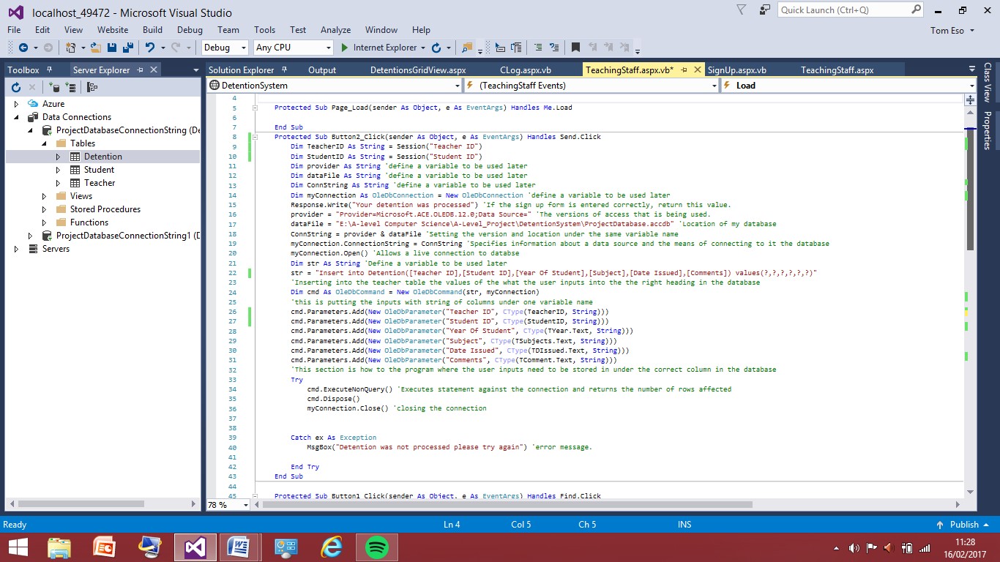 localhost_49472 - Microsoft Visual Studio
Quick Launch (Ctrl+Q)
File Edit View Website Build Debug Team Tools Test Analyze Window Help
Tom Eso
Debug Any CPU Internet Explorer
Toolbox Server Explorer Solution Explorer Output DetentionsGridView.aspx CLog.aspx.vb TeachingStaff.aspx.vb* SignUp.aspx.vb TeachingStaff.aspx
Class View
Properties
DetentionSystem (TeachingStaff Events) Load
Azure
Data Connections
ProjectDatabaseConnectionString (De
Tables
Detention
Student
Teacher
Views
Stored Procedures
Functions
ProjectDatabaseConnectionString1 (D
Servers
4
5 Protected Sub Page_Load(sender As Object, e As EventArgs) Handles Me.Load
6
7 End Sub
8 Protected Sub Button2_Click(sender As Object, e As EventArgs) Handles Send.Click
9 Dim TeacherID As String = Session("Teacher ID")
10 Dim StudentID As String = Session("Student ID")
11 Dim provider As String 'define a variable to be used later
12 Dim dataFile As String 'define a variable to be used later
13 Dim ConnString As String 'define a variable to be used later
14 Dim myConnection As OleDbConnection = New OleDbConnection 'define a variable to be used later
15 Response.Write("Your detention was processed") 'If the sign up form is entered correctly, return this value.
16 provider = "Provider=Microsoft.ACE.OLEDB.12.0;Data Source=" 'The versions of access that is being used.
17 dataFile = "E:\A-level Computer Science\A-Level_Project\DetentionSystem\ProjectDatabase.accdb" 'Location of my database
18 ConnString = provider & dataFile 'Setting the version and location under the same variable name
19 myConnection.ConnectionString = ConnString 'Specifies information about a data source and the means of connecting to it the database
20 myConnection.Open() 'Allows a live connection to databse
21 Dim str As String 'Define a variable to be used later
22 str = "Insert into Detention([Teacher ID],[Student ID],[Year Of Student],[Subject],[Date Issued],[Comments]) values(?,?,?,?,?,?)"
23 'Inserting into the teacher table the values of the what the user inputs into the the right heading in the database
24 Dim cmd As OleDbCommand = New OleDbCommand(str, myConnection)
25 'this is putting the inputs with string of columns under one variable name
26 cmd.Parameters.Add(New OleDbParameter("Teacher ID", CType(TeacherID, String)))
27 cmd.Parameters.Add(New OleDbParameter("Student ID", CType(StudentID, String)))
28 cmd.Parameters.Add(New OleDbParameter("Year Of Student", CType(TYear.Text, String)))
29 cmd.Parameters.Add(New OleDbParameter("Subject", CType(TSubjects.Text, String)))
30 cmd.Parameters.Add(New OleDbParameter("Date Issued", CType(TDIssued.Text, String)))
31 cmd.Parameters.Add(New OleDbParameter("Comments", CType(TComment.Text, String)))
32 'This section is how to the program where the user inputs need to be stored in under the correct column in the database
33 Try
34 cmd.ExecuteNonQuery() 'Executes statement against the connection and returns the number of rows affected
35 cmd.Dispose()
36 myConnection.Close() 'closing the connection
37
38
39 Catch ex As Exception
40 MsgBox("Detention was not processed please try again") 'error message.
41
42 End Try
43 End Sub
44
45 Protected Sub Button1_Click(sender As Object, e As EventArgs) Handles Find.Click
78 %
Ready Ln 4 Col 5 Ch 5 INS Publish
11:28
16/02/2017